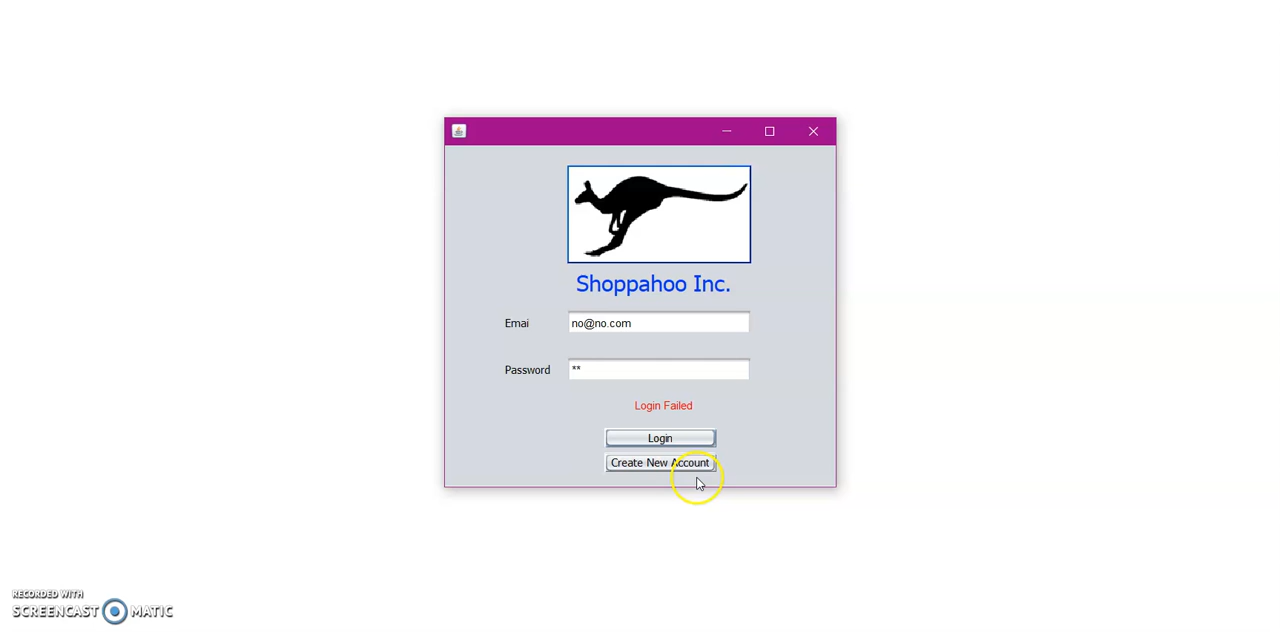 Shoppahoo Inc.
Emai no@no.com
Password **
Login Failed
Login
Create New Account
RECORDED WITH
SCREENCAST MATIC